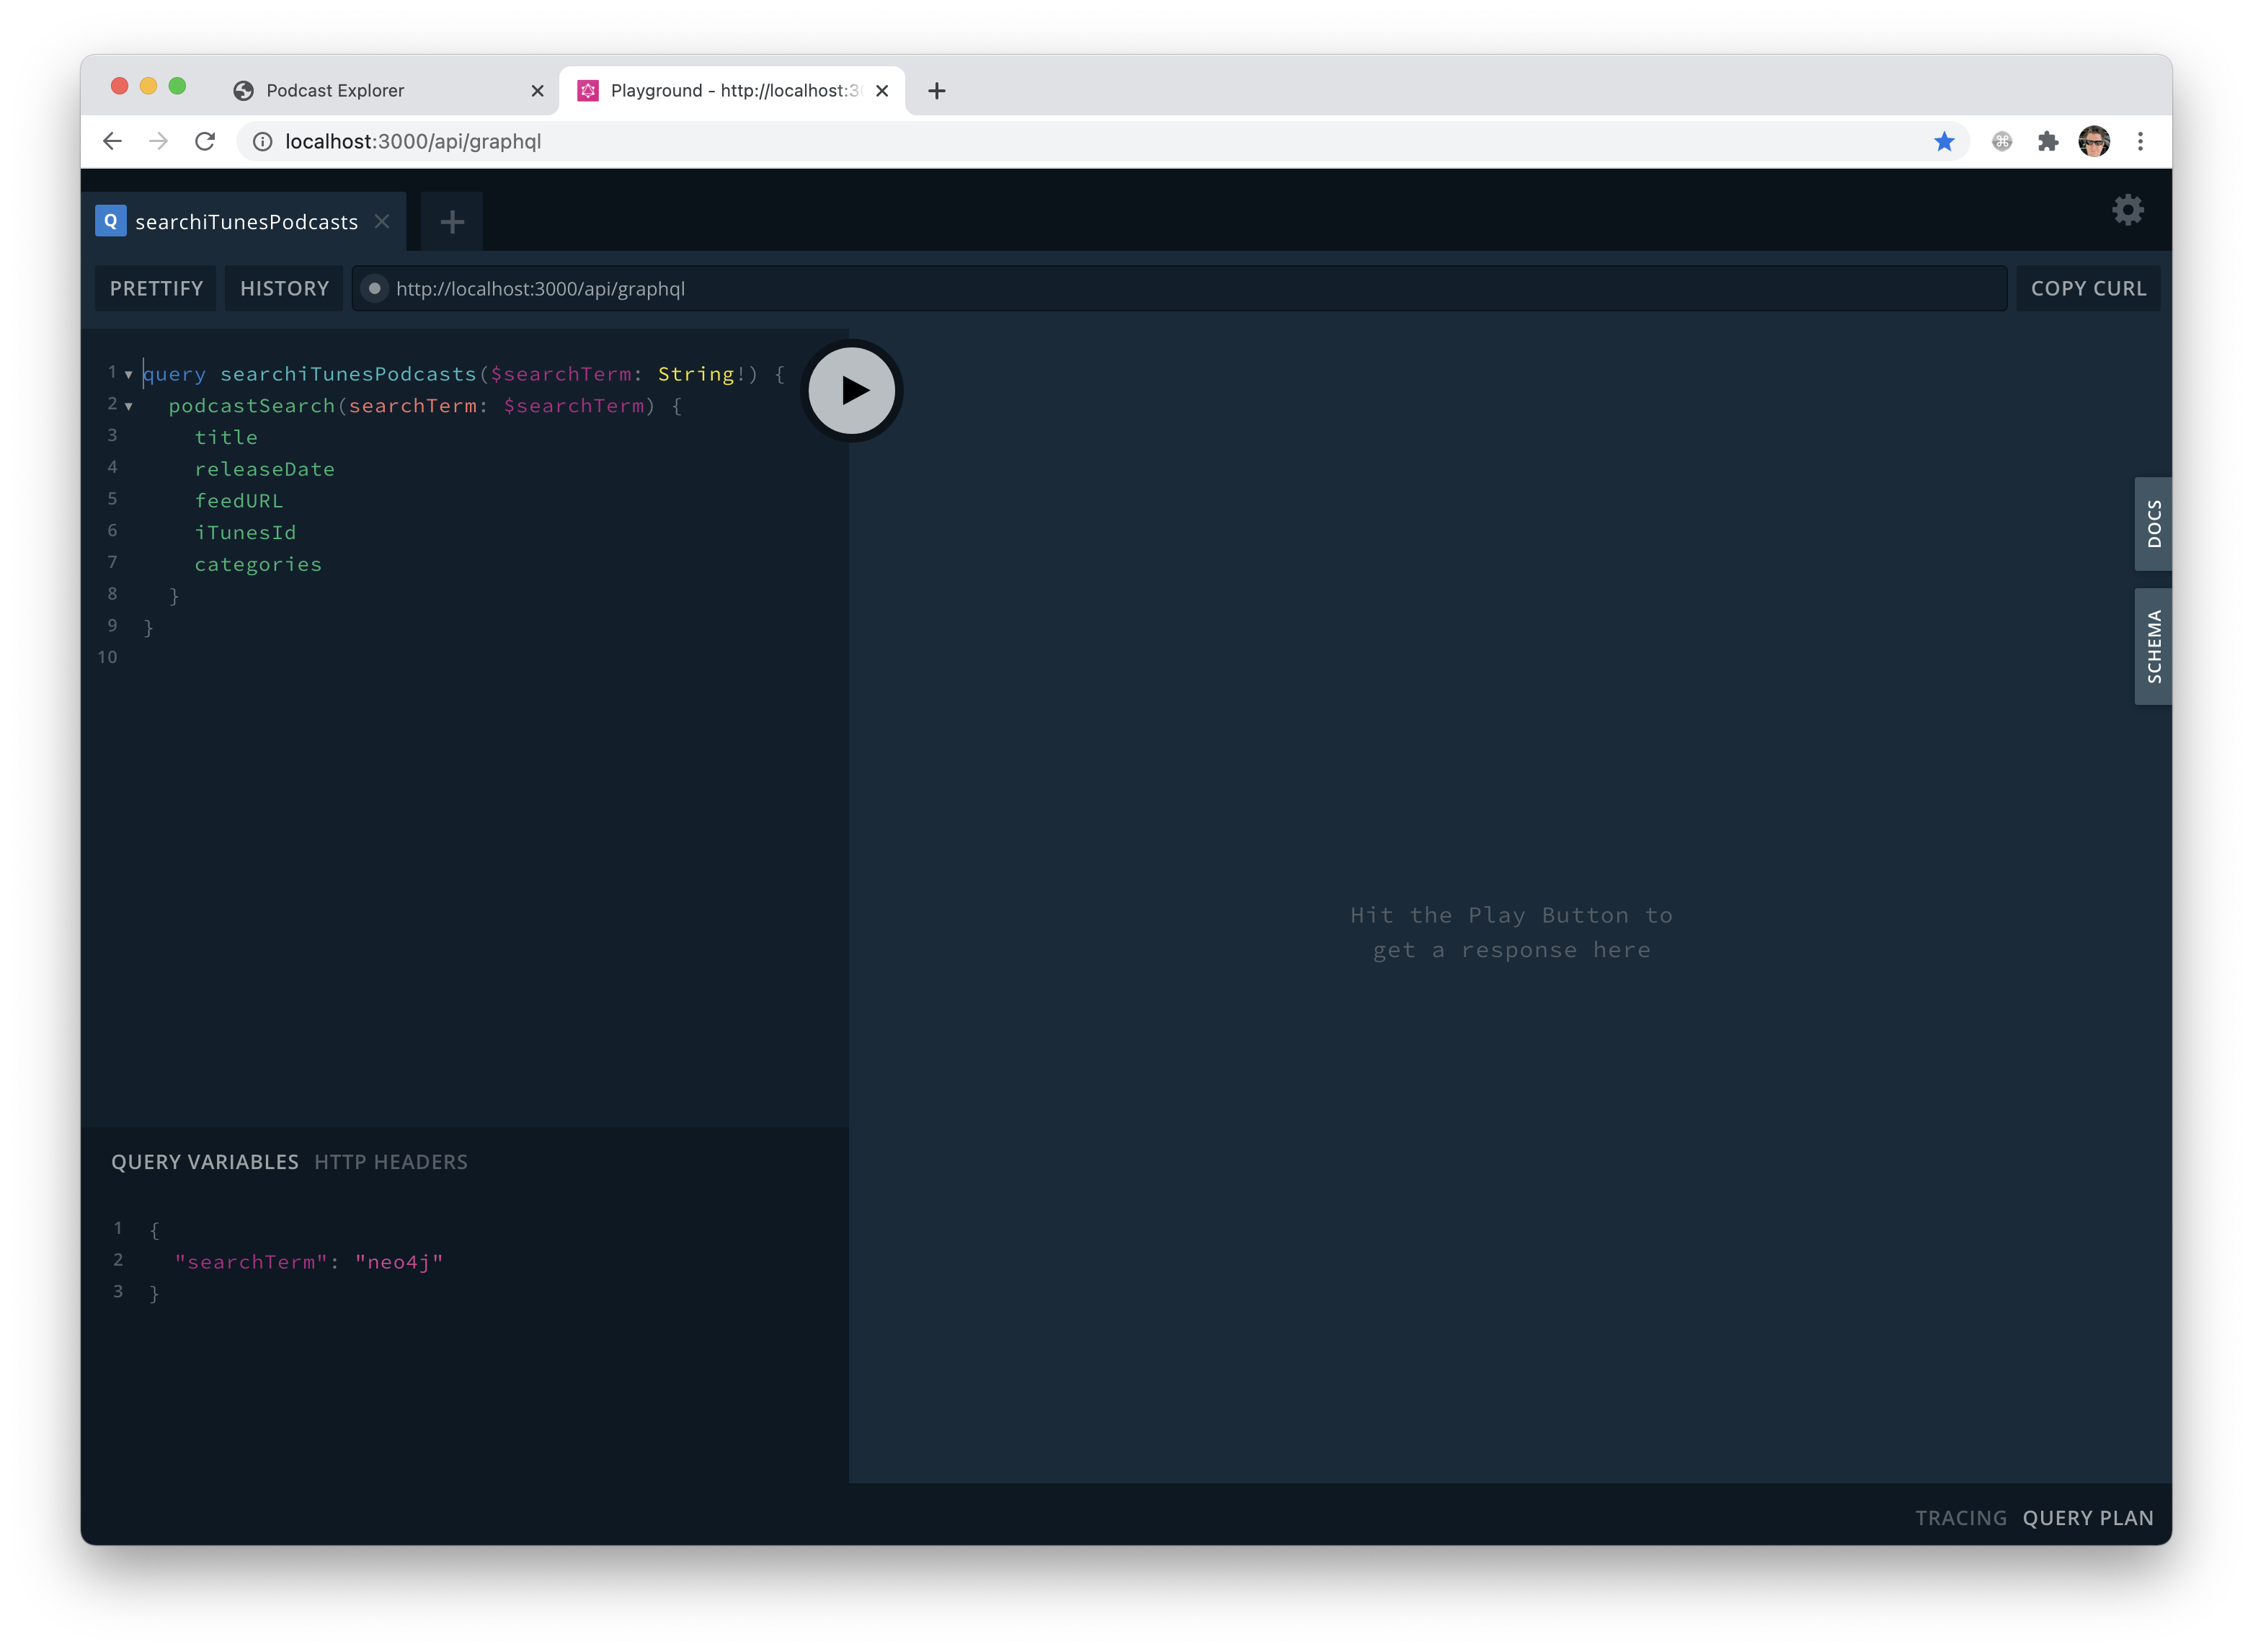 Podcast Explorer
Playground - http://localhost:30
localhost:3000/api/graphql
Q searchiTunesPodcasts
PRETTIFY HISTORY http://localhost:3000/api/graphql COPY CURL
1 query searchiTunesPodcasts($searchTerm: String!) {
2 podcastSearch(searchTerm: $searchTerm) {
3 title
4 releaseDate
5 feedURL
6 iTunesId
7 categories
8 }
9 }
10
DOCS
SCHEMA
Hit the Play Button to
get a response here
QUERY VARIABLES HTTP HEADERS
1 {
2 "searchTerm": "neo4j"
3 }
TRACING QUERY PLAN